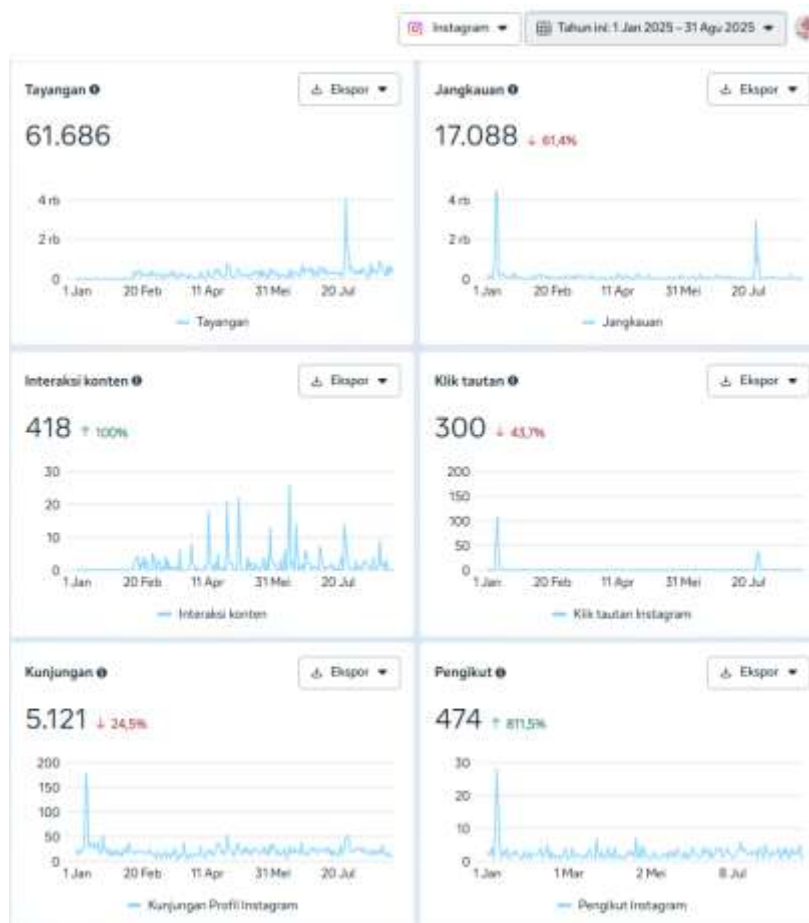 Instagram
Tahun ini: 1 Jan 2025 – 31 Agu 2025
Tayangan
Ekspor
61.686
4 rb
2 rb
0
1 Jan 20 Feb 11 Apr 31 Mei 20 Jul
Tayangan
Jangkauan
Ekspor
17.088 ↓ 61,4%
4 rb
2 rb
0
1 Jan 20 Feb 11 Apr 31 Mei 20 Jul
Jangkauan
Interaksi konten
Ekspor
418 ↑ 100%
30
20
10
0
1 Jan 20 Feb 11 Apr 31 Mei 20 Jul
Interaksi konten
Klik tautan
Ekspor
300 ↓ 43,7%
200
150
100
50
0
1 Jan 20 Feb 11 Apr 31 Mei 20 Jul
Klik tautan Instagram
Kunjungan
Ekspor
5.121 ↓ 24,5%
200
150
100
50
0
1 Jan 20 Feb 11 Apr 31 Mei 20 Jul
Kunjungan Profil Instagram
Pengikut
Ekspor
474 ↑ 811,5%
30
20
10
0
1 Jan 1 Mar 2 Mei 8 Jul
Pengikut Instagram